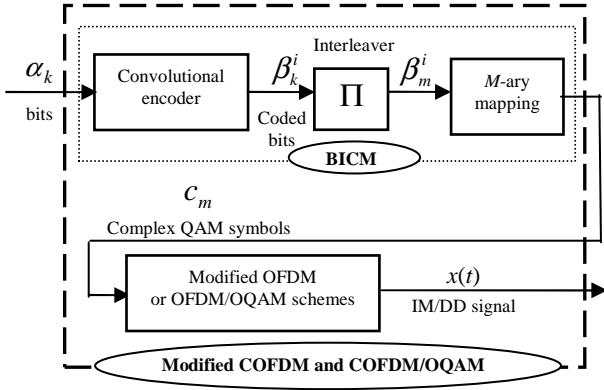 Interleaver
α_k
bits
Convolutional
encoder
β_k^i
Coded
bits
Π
β_m^i
M-ary
mapping
BICM
c_m
Complex QAM symbols
Modified OFDM
or OFDM/OQAM schemes
x(t)
IM/DD signal
Modified COFDM and COFDM/OQAM